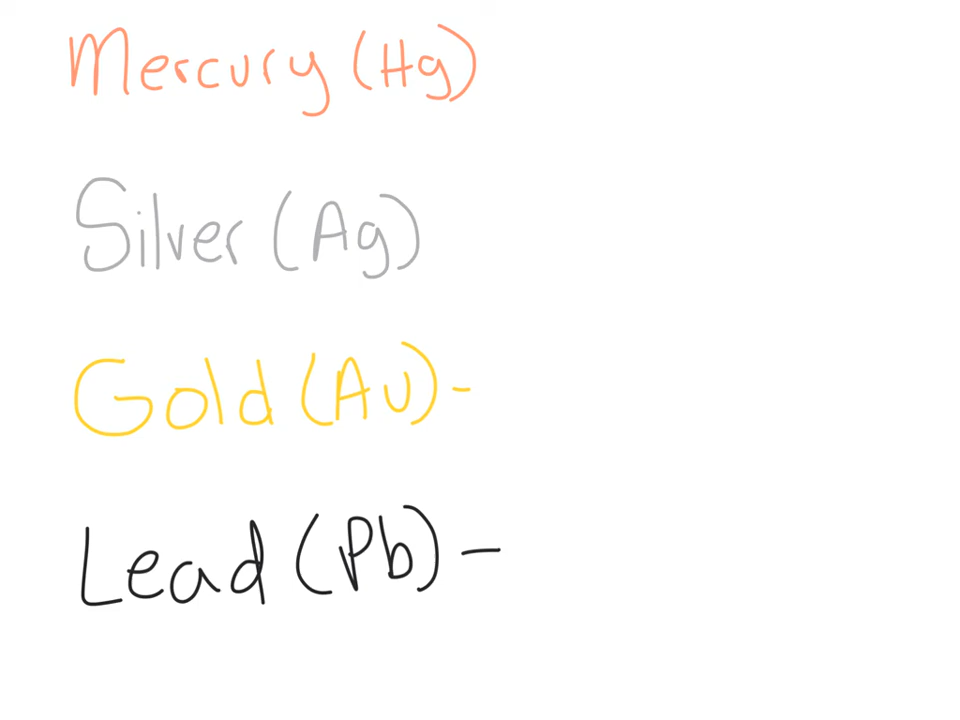 Mercury (Hg)
Silver (Ag)
Gold (Au)-
Lead (Pb)-